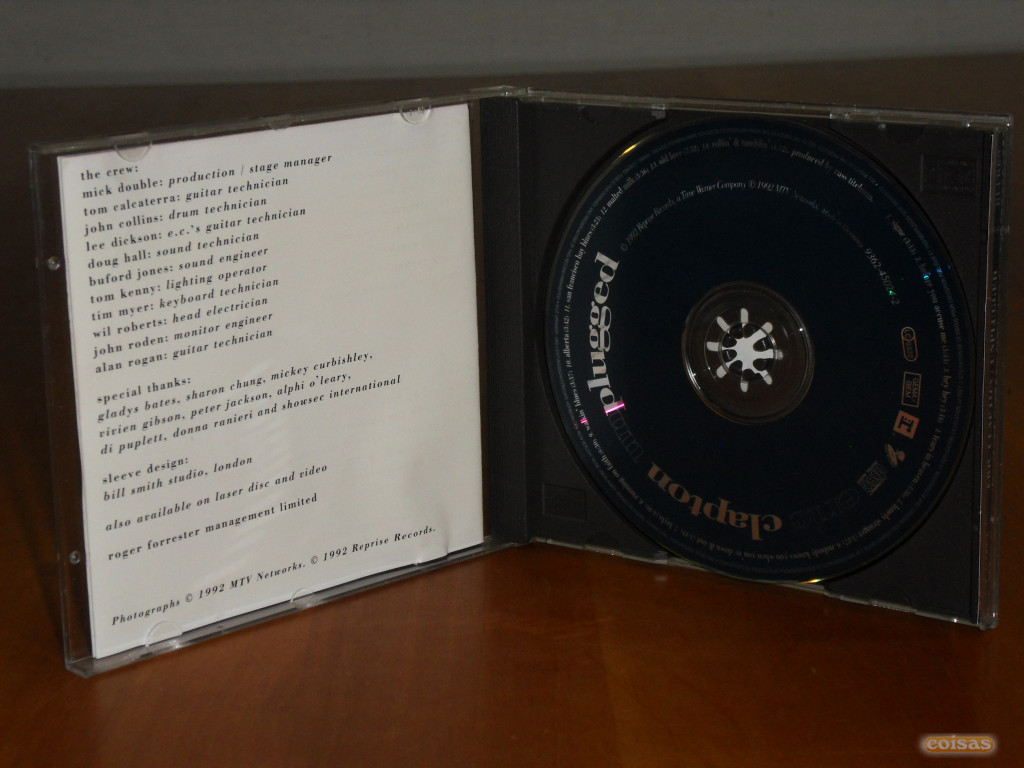 the crew:
mick double: production / stage manager
tom calcaterra: guitar technician
john collins: drum technician
lee dickson: e.c.'s guitar technician
doug hall: sound technician
buford jones: sound engineer
tom kenny: lighting operator
tim myer: keyboard technician
wil roberts: head electrician
john roden: monitor engineer
alan rogan: guitar technician
special thanks:
gladys bates, sharon chung, mickey curbishley,
vivien gibson, peter jackson, alphi o'leary,
di puplett, donna ranieri and showsec international
sleeve design:
bill smith studio, london
also available on laser disc and video
roger forrester management limited
Photographs © 1992 MTV Networks. © 1992 Reprise Records.
clapton
unplugged
9362-45024-2
coisas